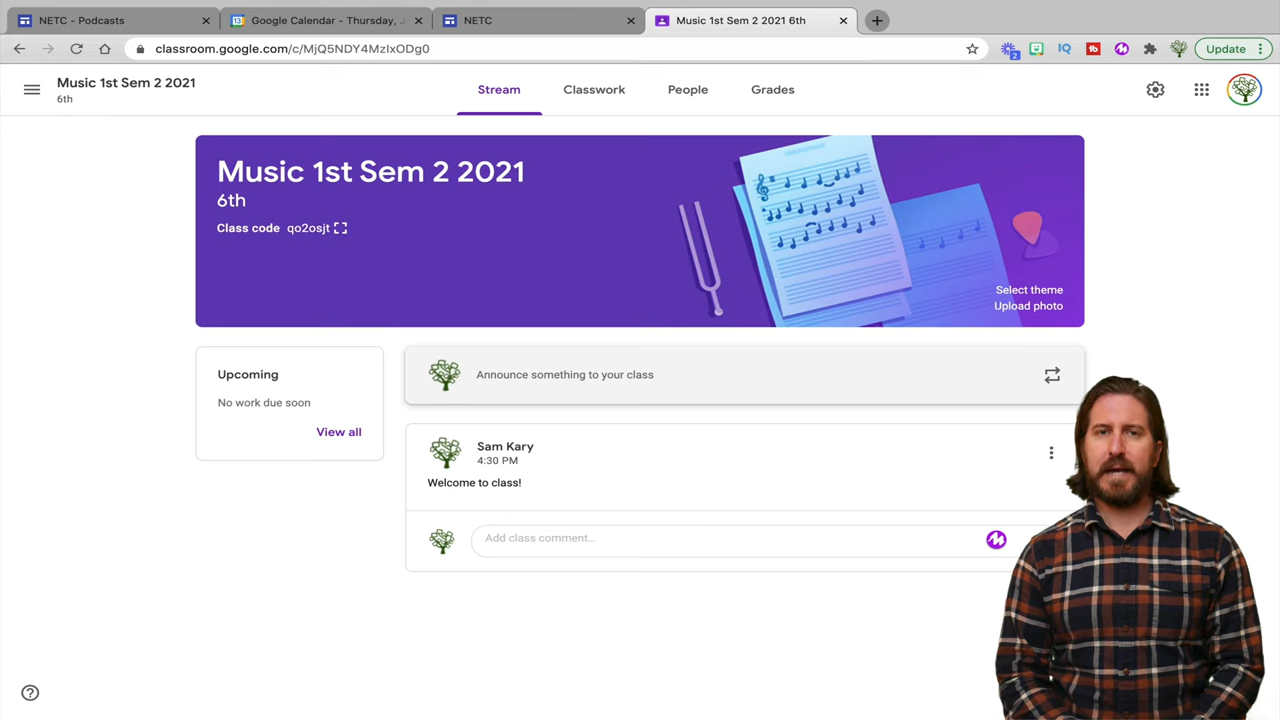 NETC - Podcasts
Google Calendar - Thursday, J
NETC
Music 1st Sem 2 2021 6th
classroom.google.com/c/MjQ5NDY4MzIxODg0
IQ
2
Update
Music 1st Sem 2 2021
6th
Stream
Classwork
People
Grades
Music 1st Sem 2 2021
6th
Class code qo2osjt
Select theme
Upload photo
Upcoming
No work due soon
View all
Announce something to your class
Sam Kary
4:30 PM
Welcome to class!
Add class comment...